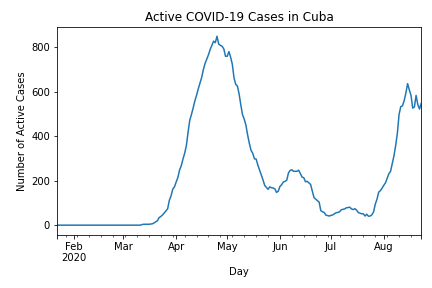 Active COVID-19 Cases in Cuba
Number of Active Cases
800
600
400
200
0
Feb Mar Apr May Jun Jul Aug
2020
Day